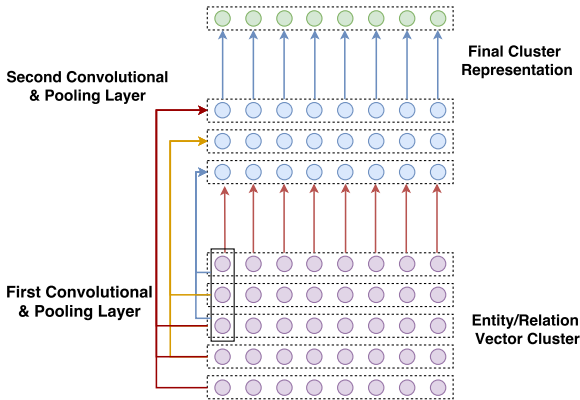 Final Cluster
Representation
Second Convolutional
& Pooling Layer
First Convolutional
& Pooling Layer
Entity/Relation
Vector Cluster